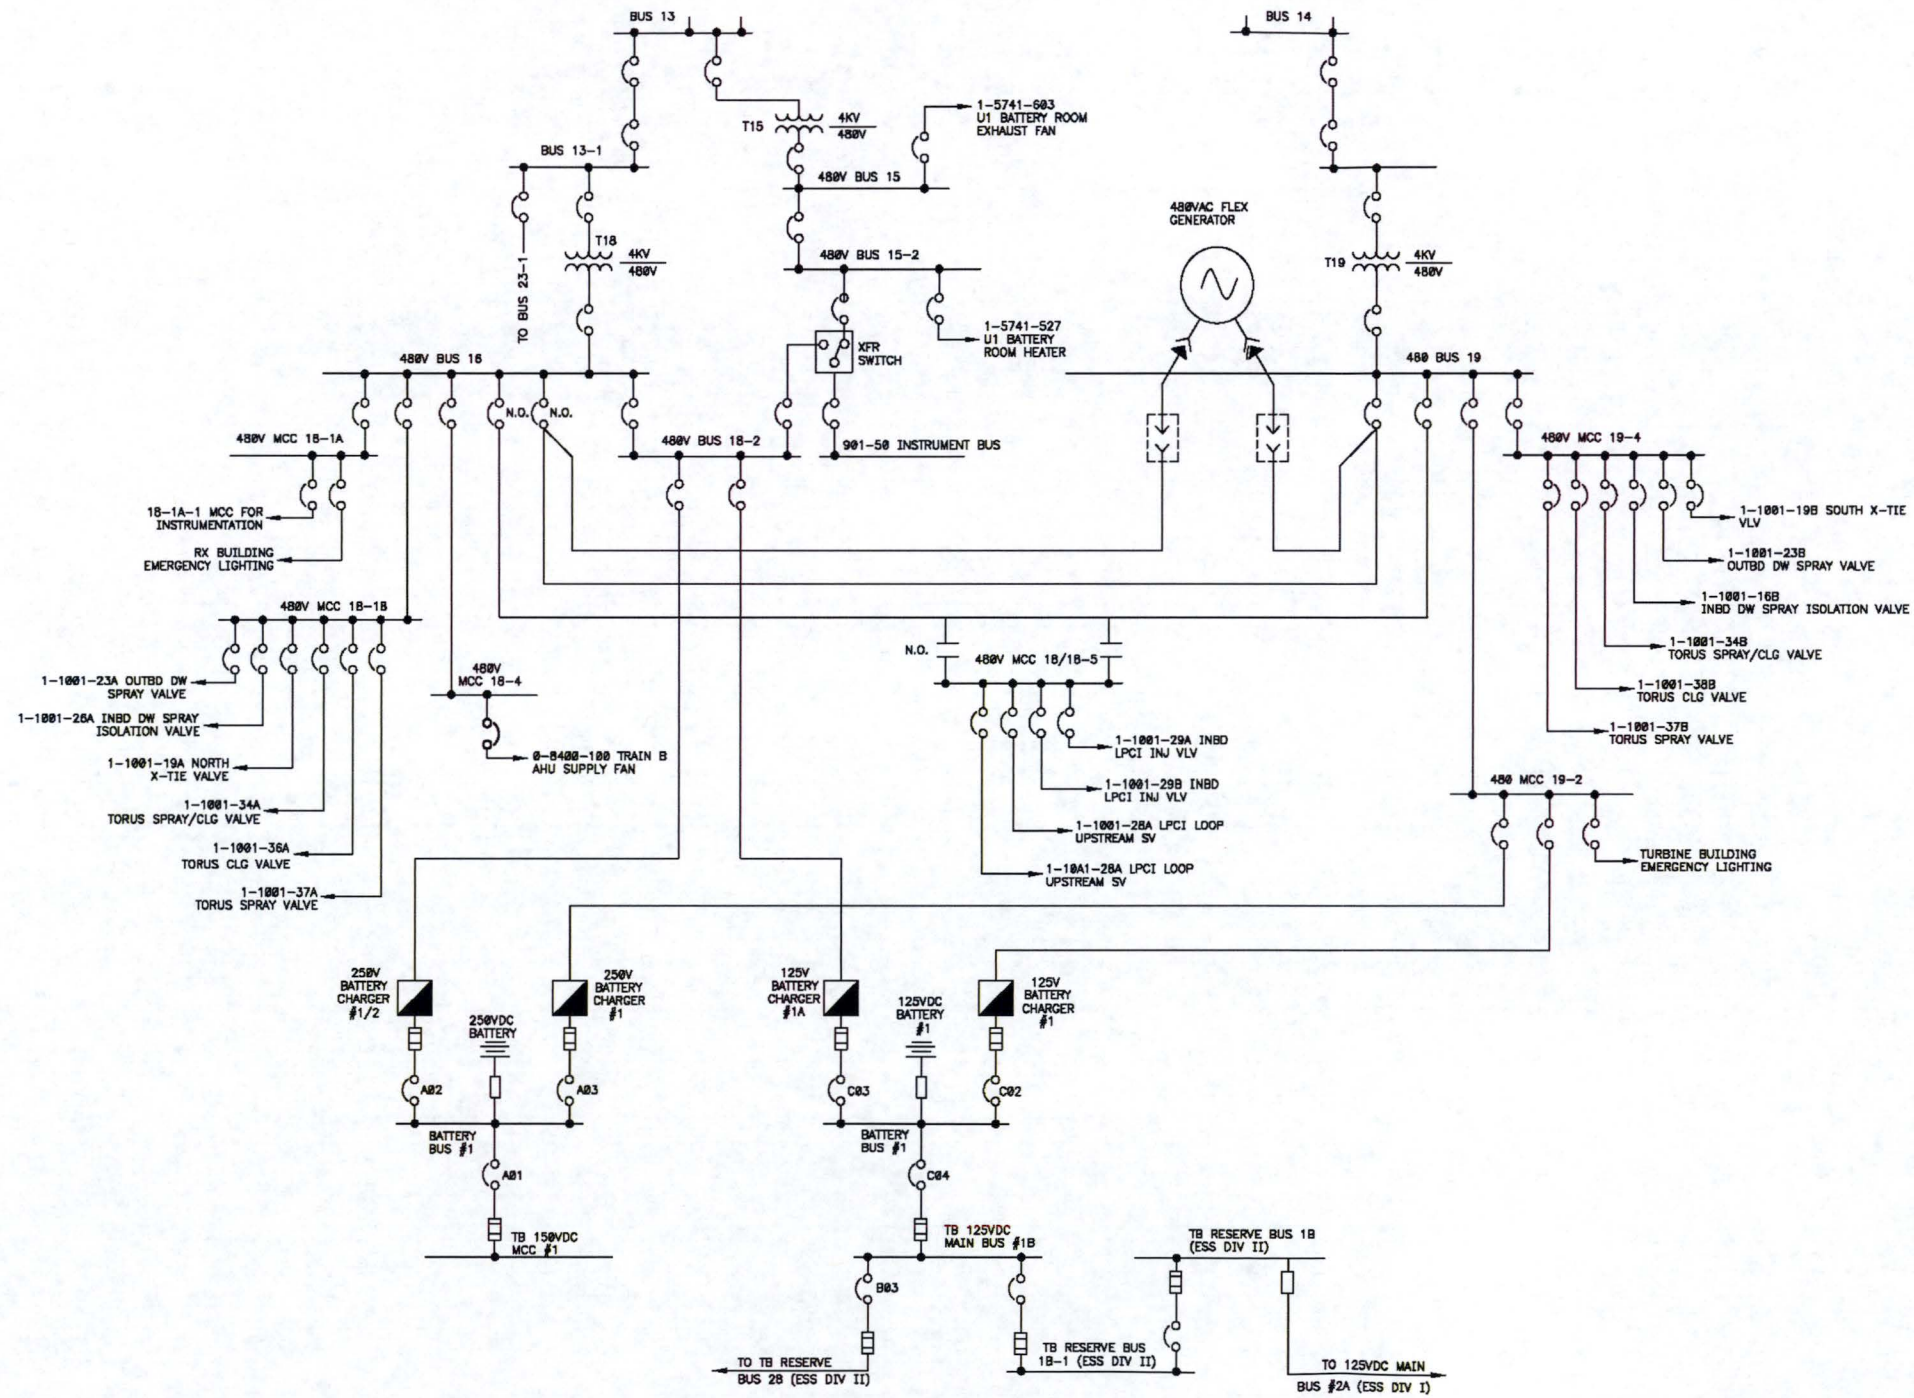 BUS 13
BUS 14
T15
4KV
480V
1-5741-603
U1 BATTERY ROOM
EXHAUST FAN
BUS 13-1
480V BUS 15
480VAC FLEX
GENERATOR
TO BUS 23-1
T18
4KV
480V
480V BUS 15-2
T19
4KV
480V
XFR
SWITCH
1-5741-527
U1 BATTERY
ROOM HEATER
480V BUS 16
480 BUS 19
N.O.
N.O.
480V MCC 18-1A
480V BUS 18-2
901-50 INSTRUMENT BUS
480V MCC 19-4
18-1A-1 MCC FOR
INSTRUMENTATION
RX BUILDING
EMERGENCY LIGHTING
1-1001-19B SOUTH X-TIE
VLV
1-1001-23B
OUTBD DW SPRAY VALVE
1-1001-16B
INBD DW SPRAY ISOLATION VALVE
1-1001-34B
TORUS SPRAY/CLG VALVE
1-1001-38B
TORUS CLG VALVE
1-1001-37B
TORUS SPRAY VALVE
480V MCC 18-1B
1-1001-23A OUTBD DW
SPRAY VALVE
1-1001-26A INBD DW SPRAY
ISOLATION VALVE
1-1001-19A NORTH
X-TIE VALVE
1-1001-34A
TORUS SPRAY/CLG VALVE
1-1001-36A
TORUS CLG VALVE
1-1001-37A
TORUS SPRAY VALVE
480V
MCC 18-4
0-8400-100 TRAIN B
AHU SUPPLY FAN
N.O.
480V MCC 18/18-5
1-1001-29A INBD
LPCI INJ VLV
1-1001-29B INBD
LPCI INJ VLV
1-1001-28A LPCI LOOP
UPSTREAM SV
1-10A1-28A LPCI LOOP
UPSTREAM SV
480 MCC 19-2
TURBINE BUILDING
EMERGENCY LIGHTING
250V
BATTERY
CHARGER
#1/2
250VDC
BATTERY
250V
BATTERY
CHARGER
#1
125V
BATTERY
CHARGER
#1A
125VDC
BATTERY
#1
125V
BATTERY
CHARGER
#1
A02
A03
C03
C02
BATTERY
BUS #1
BATTERY
BUS #1
A01
C04
TB 150VDC
MCC #1
TB 125VDC
MAIN BUS #1B
TB RESERVE BUS 1B
(ESS DIV II)
B03
TO TB RESERVE
BUS 2B (ESS DIV II)
TB RESERVE BUS
1B-1 (ESS DIV II)
TO 125VDC MAIN
BUS #2A (ESS DIV I)